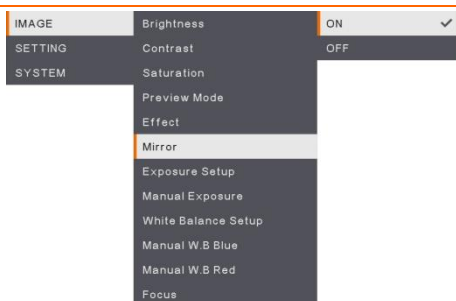 IMAGE
SETTING
SYSTEM
Brightness
Contrast
Saturation
Preview Mode
Effect
Mirror
Exposure Setup
Manual Exposure
White Balance Setup
Manual W.B Blue
Manual W.B Red
Focus
ON
OFF